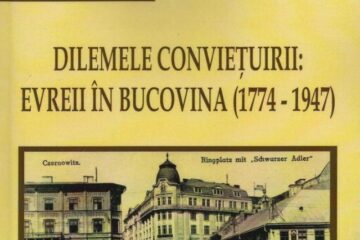 DILEMELE CONVIEȚUIRII:
EVREII ÎN BUCOVINA (1774 - 1947)
Czernowitz.
Ringplatz mit „Schwarzer Adler"